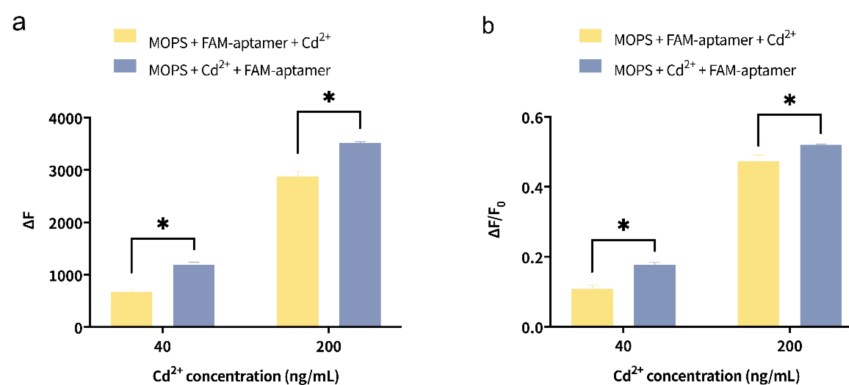 a
MOPS + FAM-aptamer + Cd²⁺
MOPS + Cd²⁺ + FAM-aptamer
4000
3000
2000
1000
0
ΔF
*
*
40
200
Cd²⁺ concentration (ng/mL)
b
MOPS + FAM-aptamer + Cd²⁺
MOPS + Cd²⁺ + FAM-aptamer
0.6
0.4
0.2
0.0
ΔF/F₀
*
*
40
200
Cd²⁺ concentration (ng/mL)